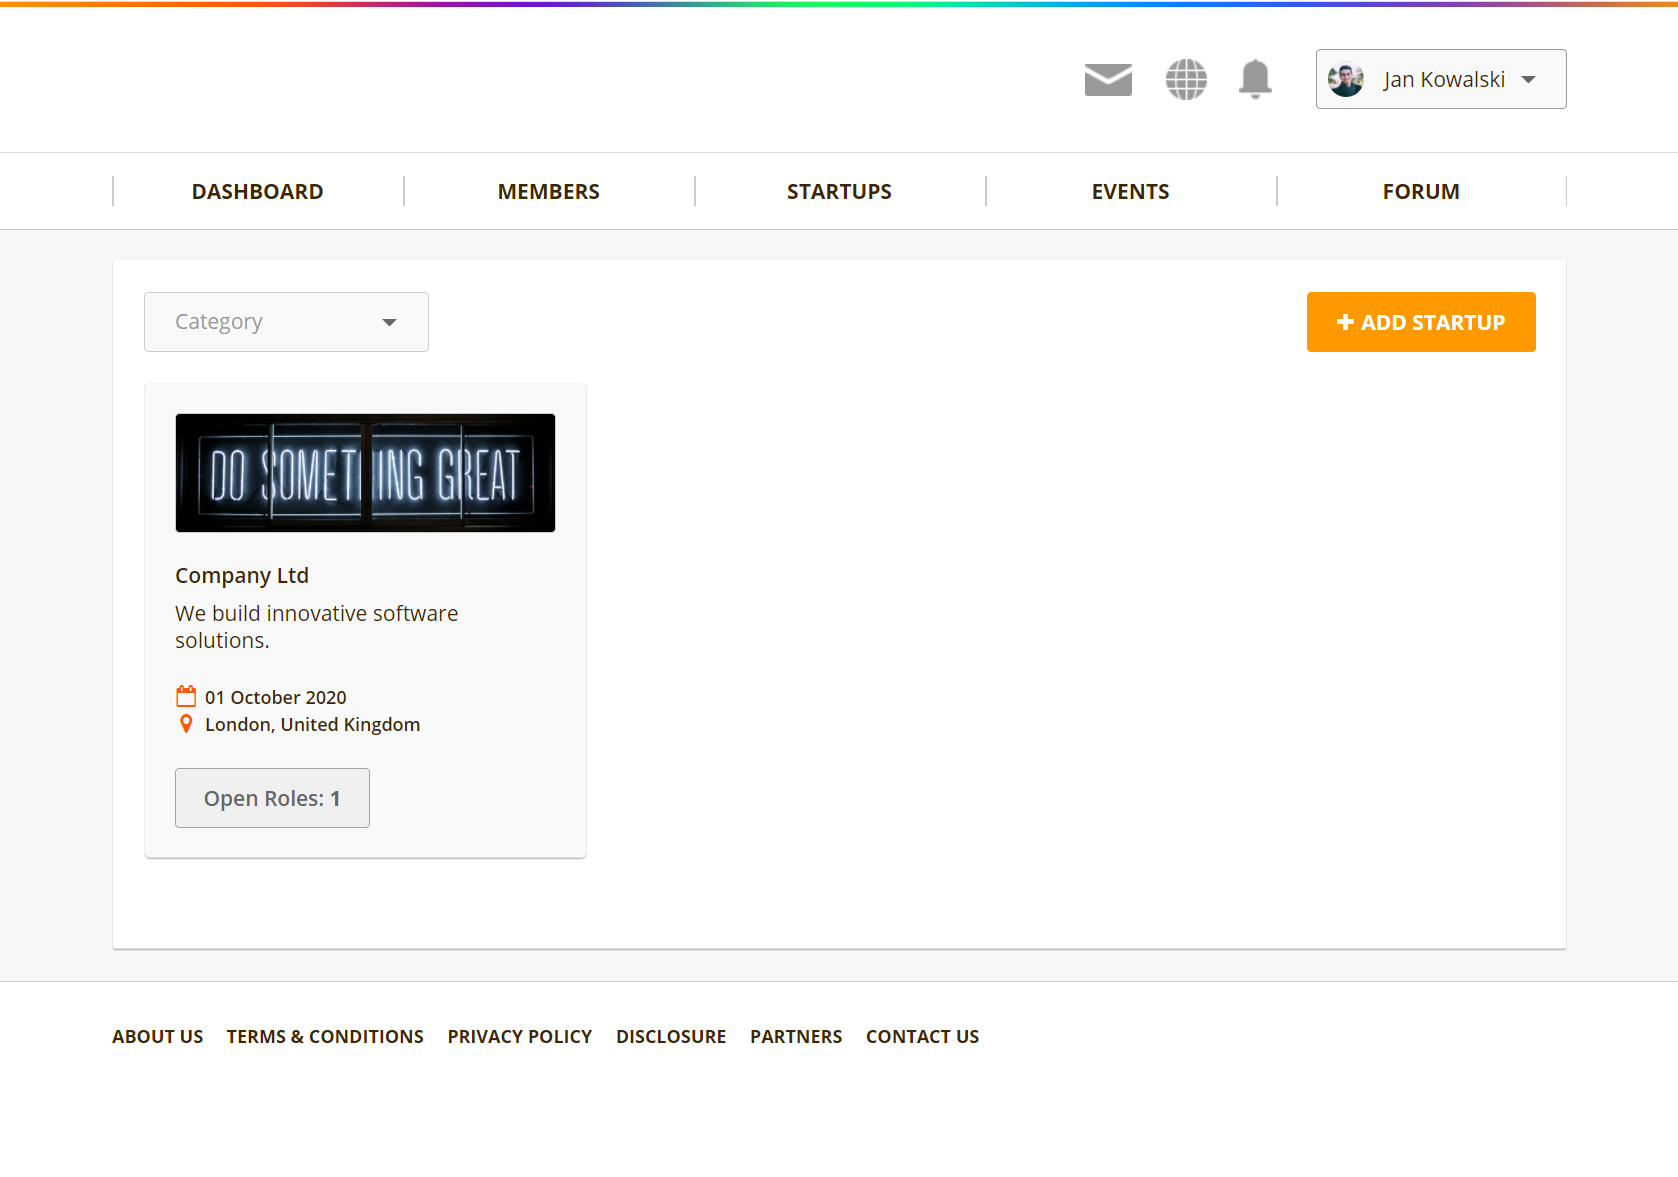 Jan Kowalski
DASHBOARD
MEMBERS
STARTUPS
EVENTS
FORUM
Category
ADD STARTUP
DO SOMETHING GREAT
Company Ltd
We build innovative software
solutions.
01 October 2020
London, United Kingdom
Open Roles: 1
ABOUT US
TERMS & CONDITIONS
PRIVACY POLICY
DISCLOSURE
PARTNERS
CONTACT US